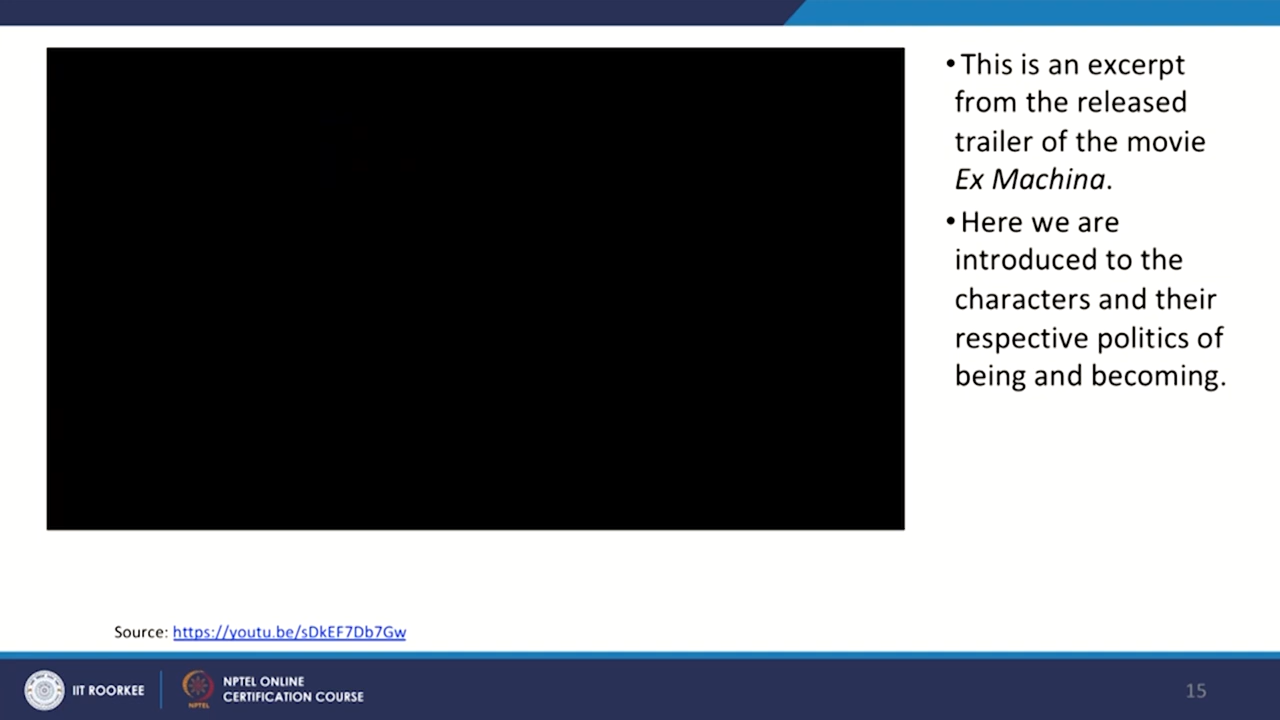 •This is an excerpt
from the released
trailer of the movie
Ex Machina.
•Here we are
introduced to the
characters and their
respective politics of
being and becoming.
Source: https://youtu.be/sDkEF7Db7Gw
IIT ROORKEE
NPTEL
NPTEL ONLINE
CERTIFICATION COURSE
15